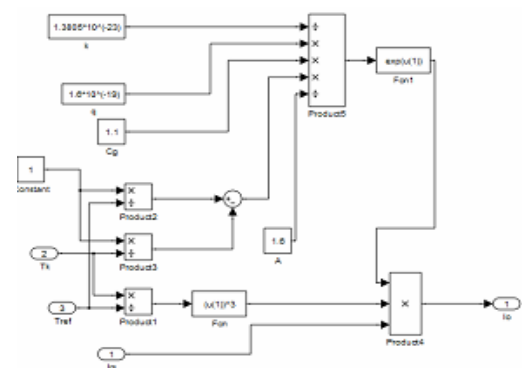 1.3805*10^(-23)
k
1.6*10^(-19)
q
1.1
Cg
÷
×
×
×
÷
Product5
exp(u(1))
Fcn1
1
Constant
×
÷
Product2
+
-
2
Tk
×
÷
Product3
1.6
A
3
Tref
×
÷
Product1
(u(1))^3
Fcn
×
Product4
1
Io
1